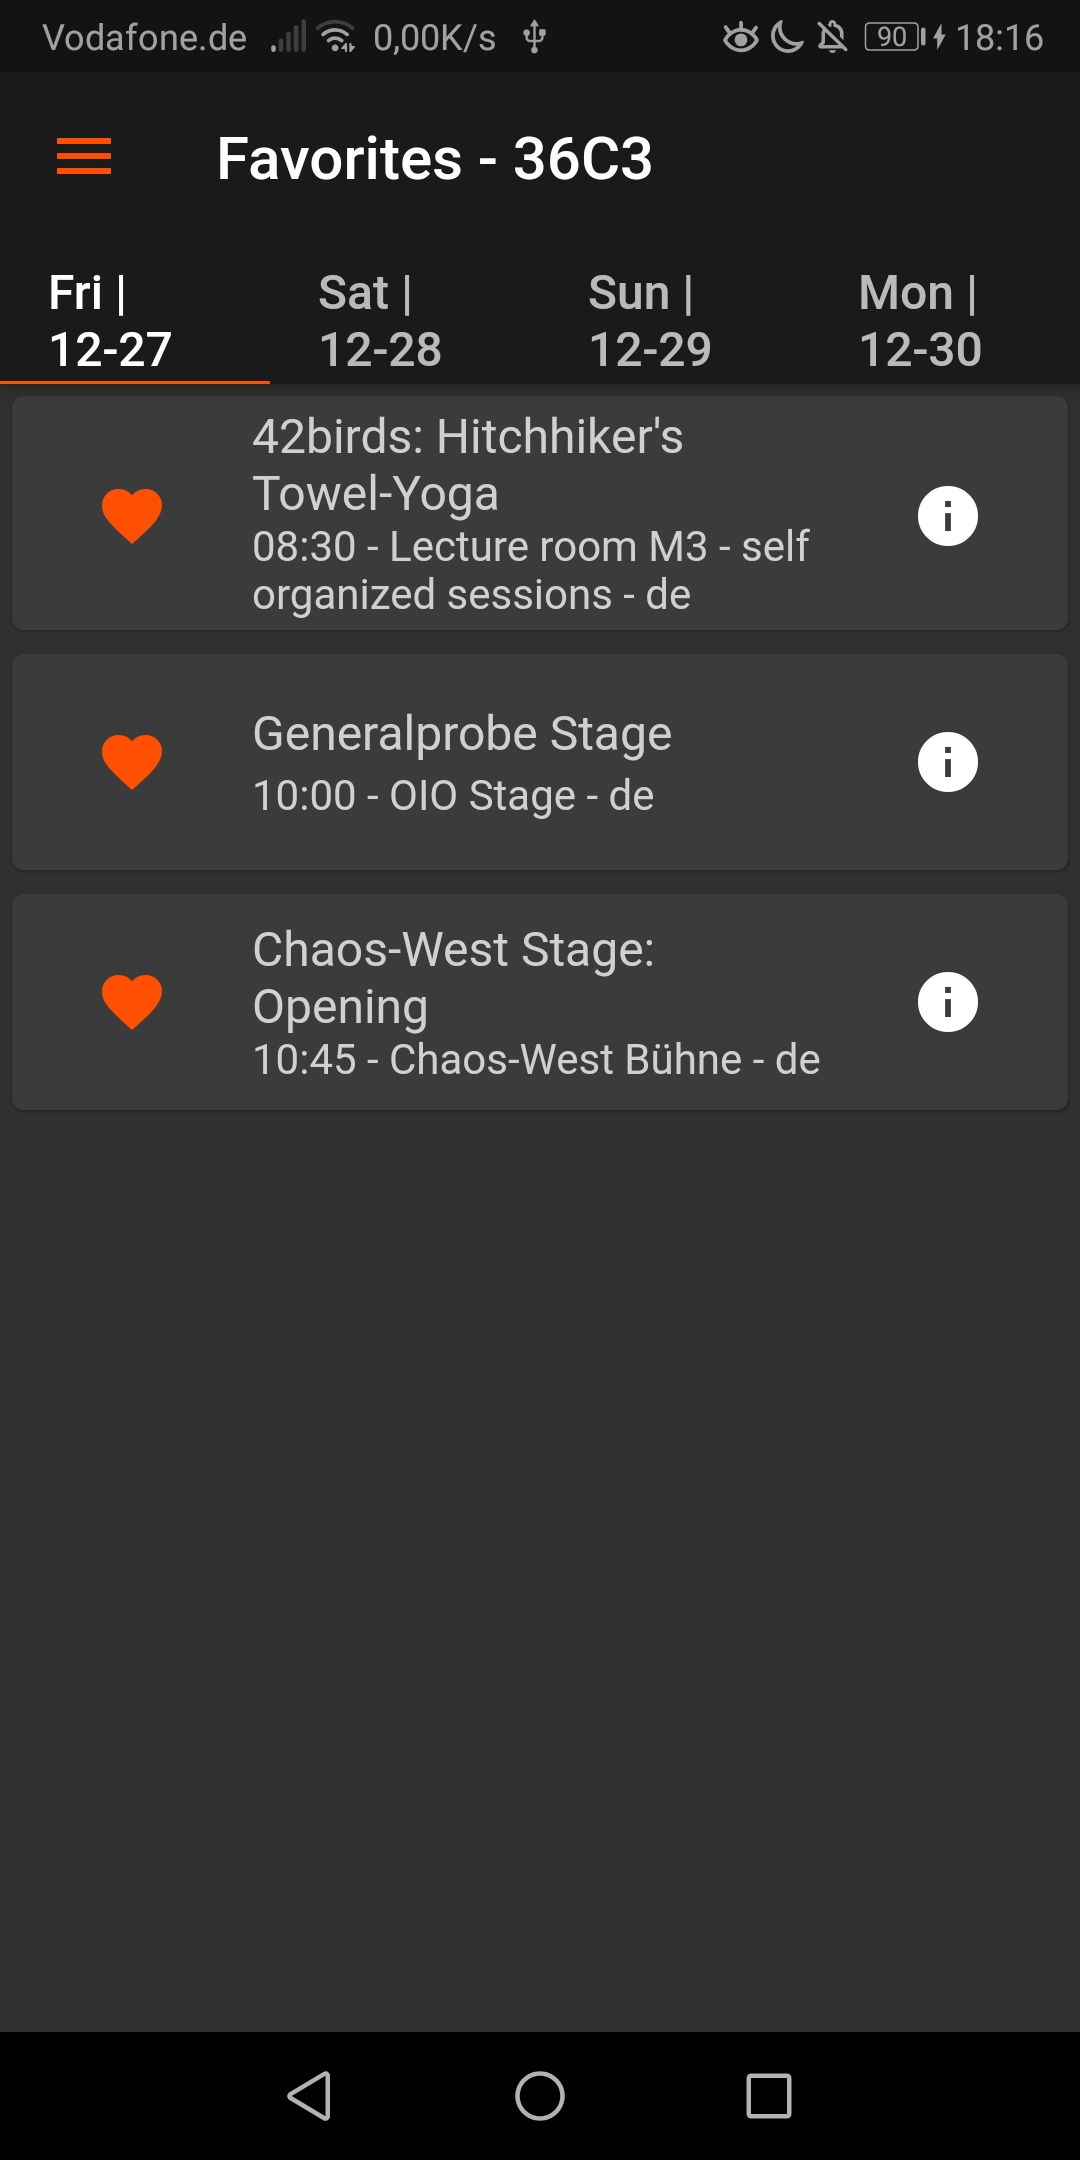 Vodafone.de 0,00K/s 90 18:16
Favorites - 36C3
Fri |
12-27
Sat |
12-28
Sun |
12-29
Mon |
12-30
42birds: Hitchhiker's
Towel-Yoga
08:30 - Lecture room M3 - self
organized sessions - de
Generalprobe Stage
10:00 - OIO Stage - de
Chaos-West Stage:
Opening
10:45 - Chaos-West Bühne - de